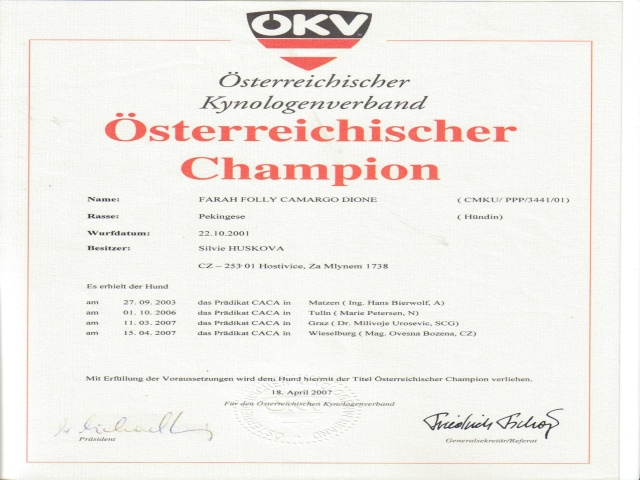 ÖKV
Österreichischer
Kynologenverband
Österreichischer
Champion
Name: FARAH FOLLY CAMARGO DIONE ( CMKU/ PPP/3441/01)
Rasse: Pekingese ( Hündin)
Wurfdatum: 22.10.2001
Besitzer: Silvie HUSKOVA
CZ – 253 01 Hostivice, Za Mlynem 1738
Es erhielt der Hund
am 27. 09. 2003 das Prädikat CACA in Matzen ( Ing. Hans Bierwolf, A)
am 01. 10. 2006 das Prädikat CACA in Tulln ( Marie Petersen, N)
am 11. 03. 2007 das Prädikat CACA in Graz ( Dr. Milivoje Urosevic, SCG)
am 15. 04. 2007 das Prädikat CACA in Wieselburg ( Mag. Ovesna Bozena, CZ)
Mit Erfüllung der Voraussetzungen wird dem Hund hiermit der Titel Österreichischer Champion verliehen.
18. April 2007
Für den Österreichischen Kynologenverband
Präsident Generalsekretär/Referat